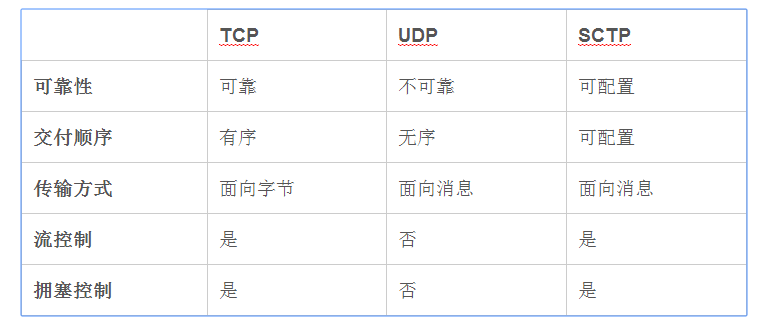 TCP UDP SCTP
可靠性 可靠 不可靠 可配置
交付顺序 有序 无序 可配置
传输方式 面向字节 面向消息 面向消息
流控制 是 否 是
拥塞控制 是 否 是